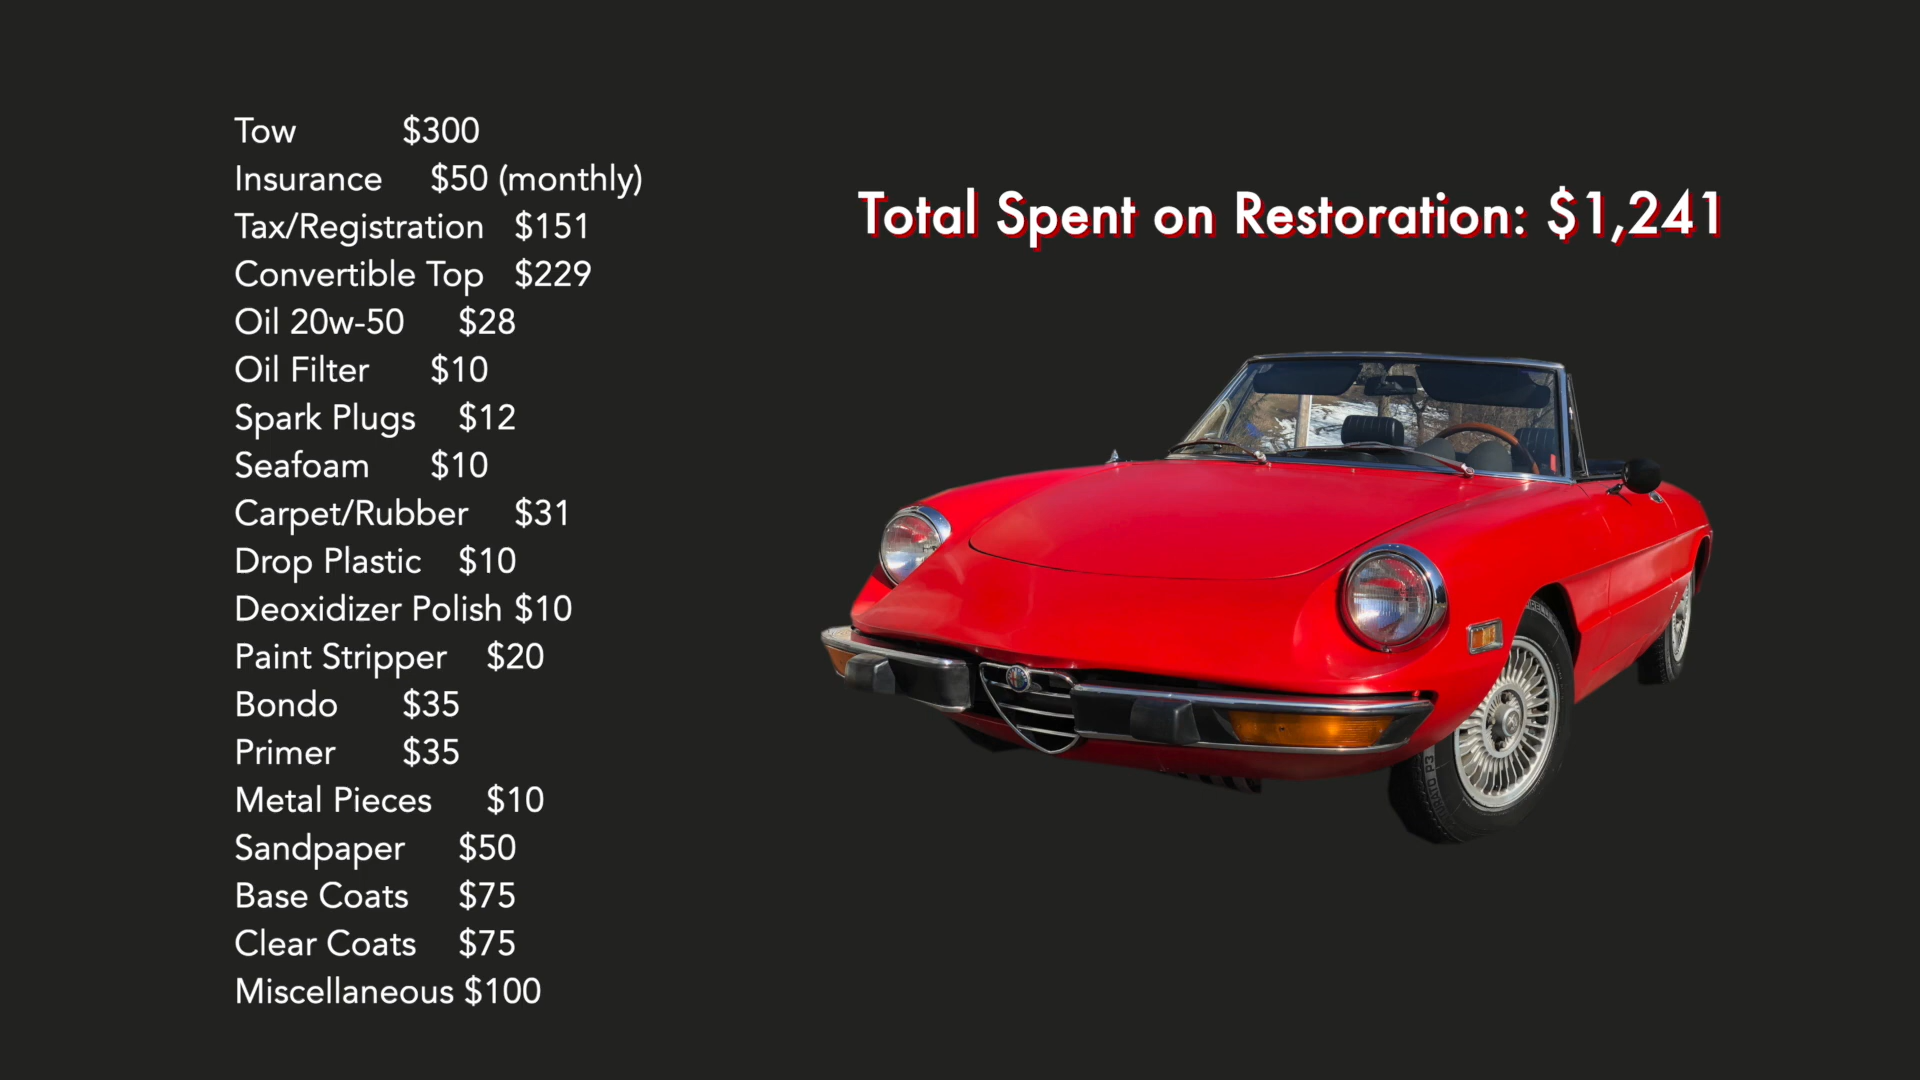 Tow $300
Insurance $50 (monthly)
Tax/Registration $151
Convertible Top $229
Oil 20w-50 $28
Oil Filter $10
Spark Plugs $12
Seafoam $10
Carpet/Rubber $31
Drop Plastic $10
Deoxidizer Polish $10
Paint Stripper $20
Bondo $35
Primer $35
Metal Pieces $10
Sandpaper $50
Base Coats $75
Clear Coats $75
Miscellaneous $100
Total Spent on Restoration: $1,241